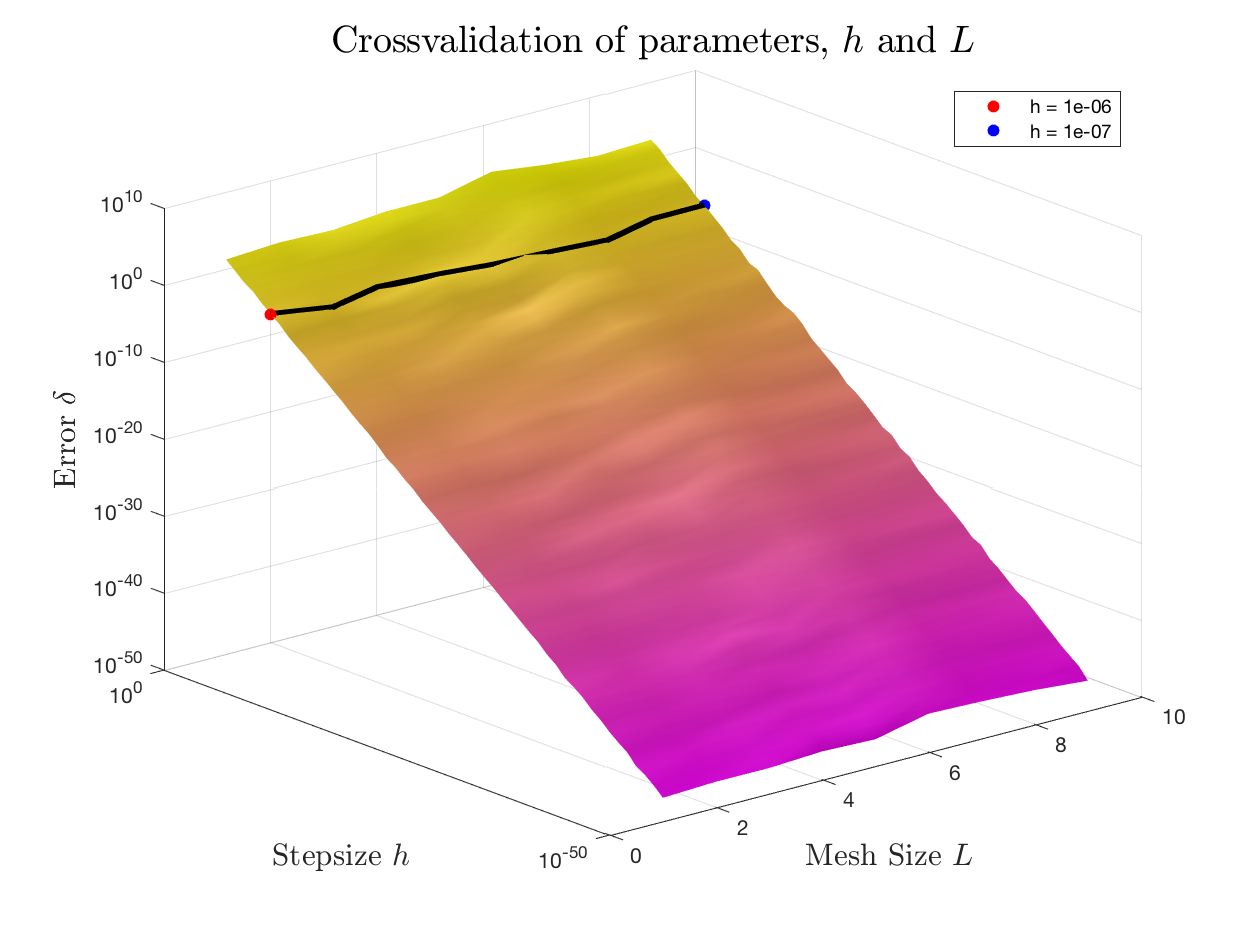 Crossvalidation of parameters, h and L
h = 1e-06
h = 1e-07
10^10
10^0
10^-10
10^-20
10^-30
10^-40
10^-50
Error δ
10^0
10^-50
Stepsize h
0
2
4
6
8
10
Mesh Size L